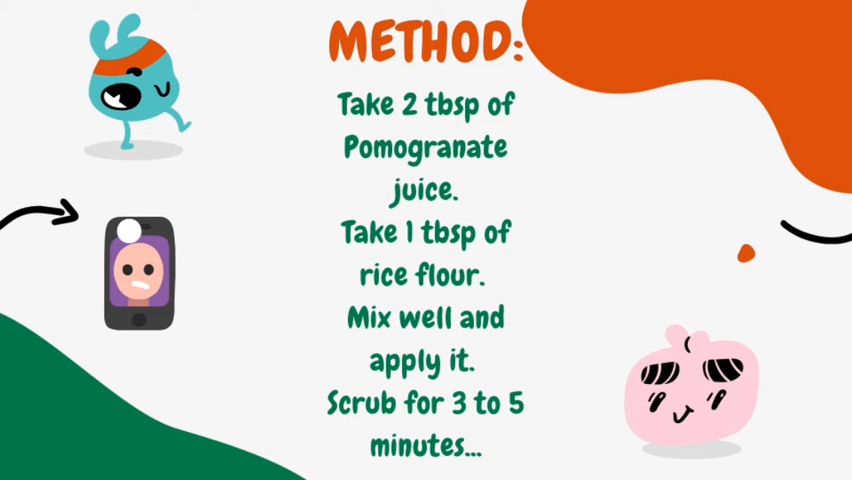 METHOD:
Take 2 tbsp of
Pomogranate
juice.
Take 1 tbsp of
rice flour.
Mix well and
apply it.
Scrub for 3 to 5
minutes...